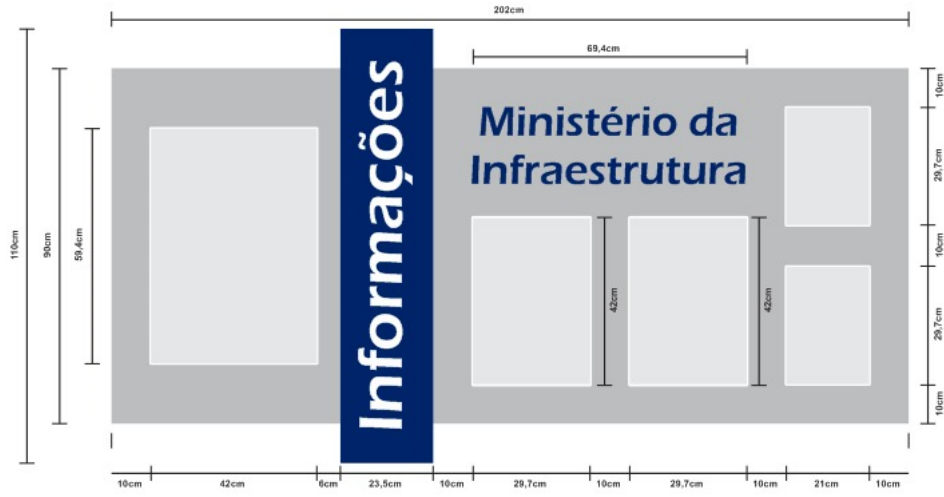 202cm
69,4cm
110cm
90cm
59,4cm
Informações
Ministério da
Infraestrutura
42cm
42cm
10cm
29,7cm
10cm
29,7cm
10cm
10cm
42cm
6cm
23,5cm
10cm
29,7cm
10cm
29,7cm
10cm
21cm
10cm